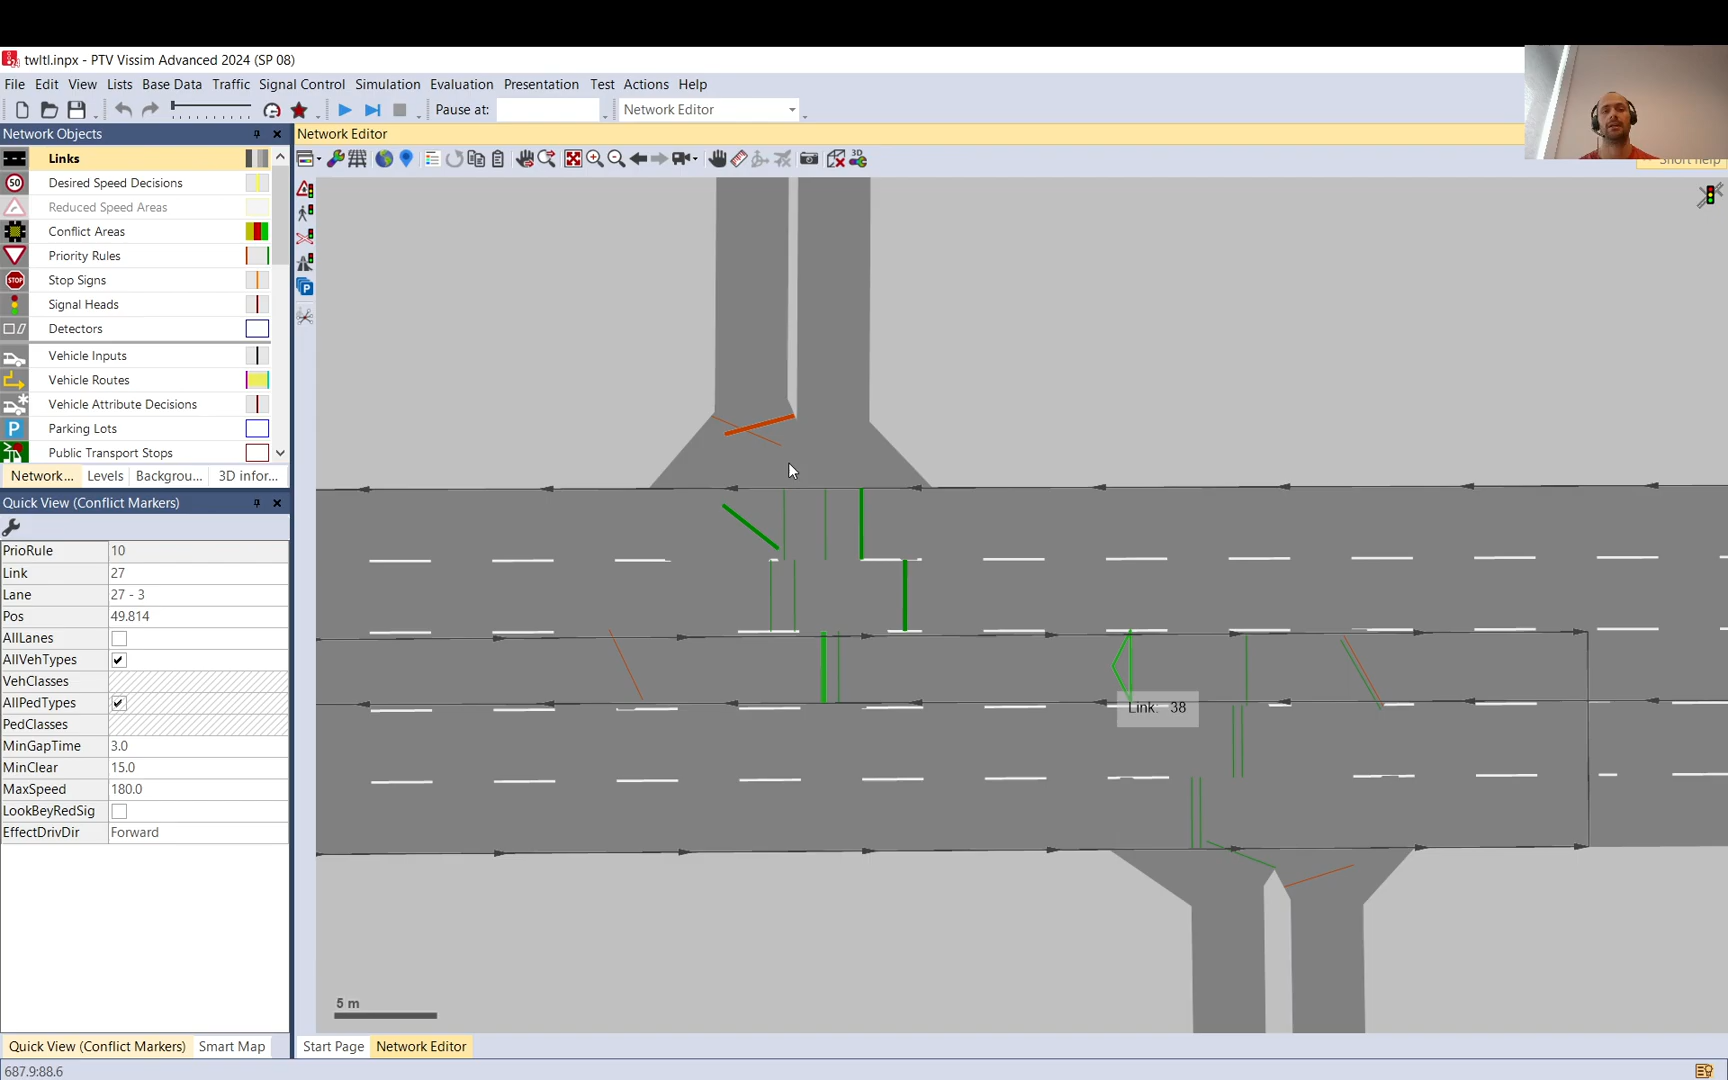 twltl.inpx - PTV Vissim Advanced 2024 (SP 08)
File Edit View Lists Base Data Traffic Signal Control Simulation Evaluation Presentation Test Actions Help
Pause at: Network Editor
Network Objects
Network Editor
Short help
Links
50 Desired Speed Decisions
Reduced Speed Areas
Conflict Areas
Priority Rules
STOP Stop Signs
Signal Heads
Detectors
Vehicle Inputs
Vehicle Routes
Vehicle Attribute Decisions
P Parking Lots
Public Transport Stops
Network... Levels Backgrou... 3D infor...
Quick View (Conflict Markers)
PrioRule 10
Link 27
Lane 27 - 3
Pos 49.814
AllLanes
AllVehTypes
VehClasses
AllPedTypes
PedClasses
MinGapTime 3.0
MinClear 15.0
MaxSpeed 180.0
LookBeyRedSig
EffectDrivDir Forward
3D
P
Link: 38
5 m
Quick View (Conflict Markers) Smart Map
Start Page Network Editor
687.9:88.6